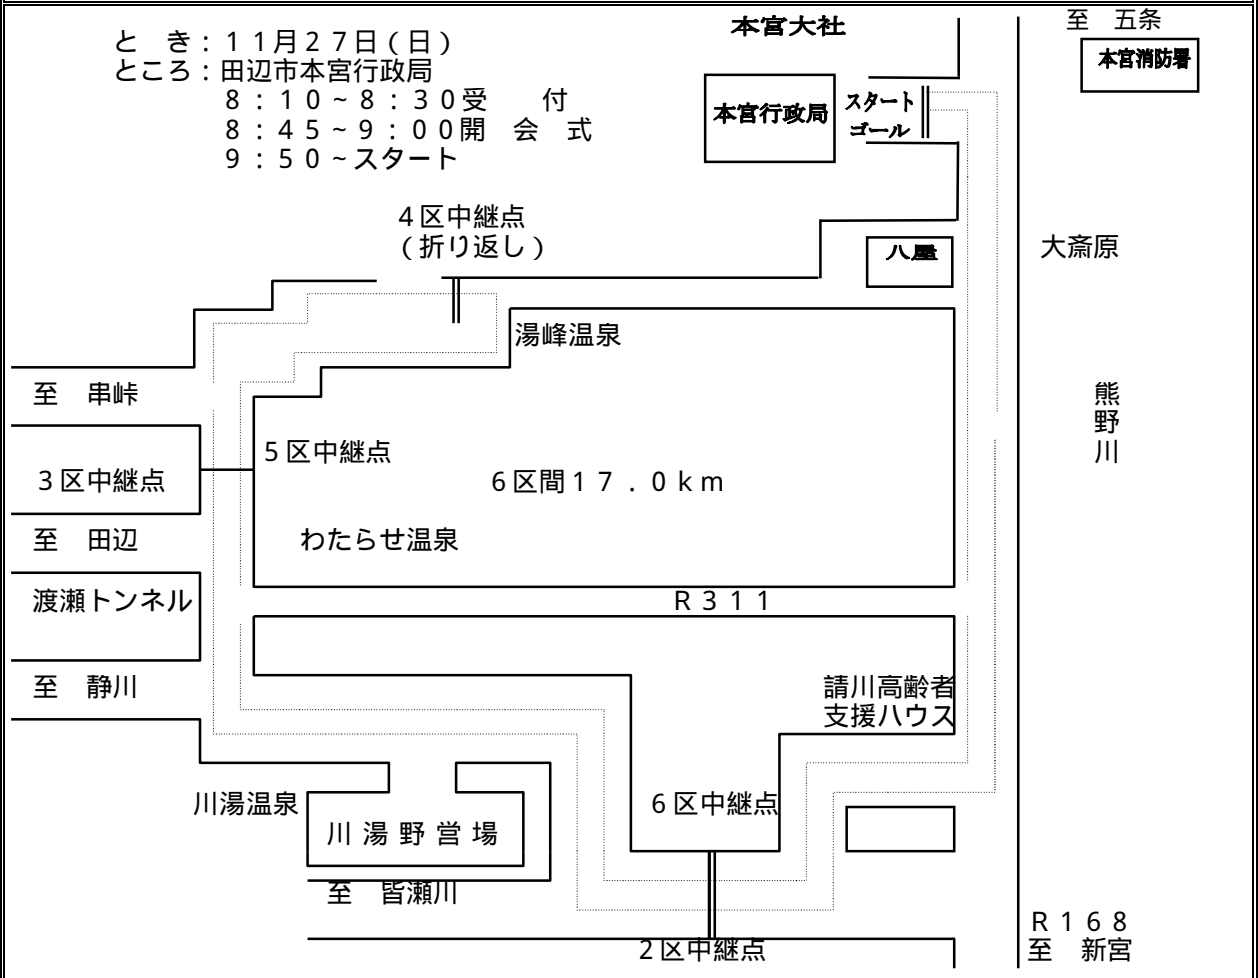 と　き：１１月２７日（日）
ところ：田辺市本宮行政局
８：１０~８：３０受　　付
８：４５~９：００開　会　式
９：５０~スタート
本宮大社
至　五条
本宮消防署
本宮行政局
スタート
ゴール
４区中継点
（折り返し）
八屋
大斎原
湯峰温泉
至　串峠
熊野川
５区中継点
３区中継点
６区間１７．０ｋｍ
至　田辺
わたらせ温泉
渡瀬トンネル
Ｒ３１１
至　静川
請川高齢者
支援ハウス
川湯温泉
６区中継点
川湯野営場
至　皆瀬川
２区中継点
Ｒ１６８
至　新宮